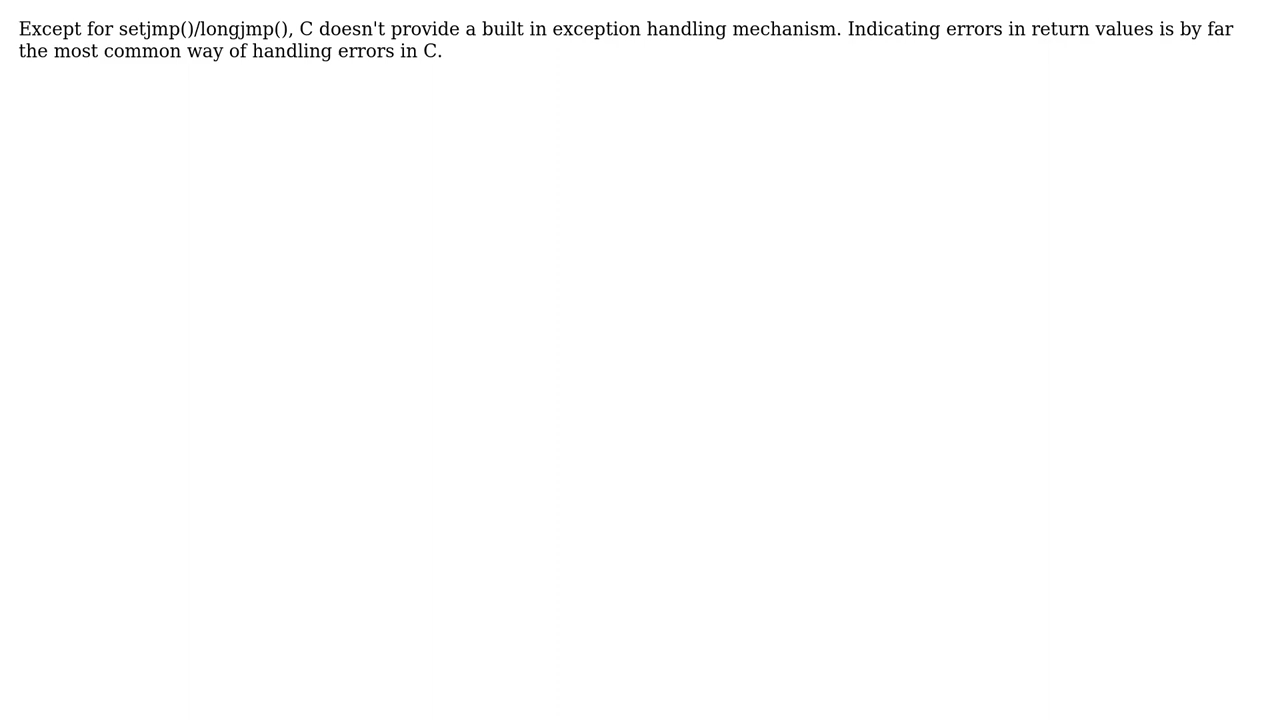 Except for setjmp()/longjmp(), C doesn't provide a built in exception handling mechanism. Indicating errors in return values is by far
the most common way of handling errors in C.